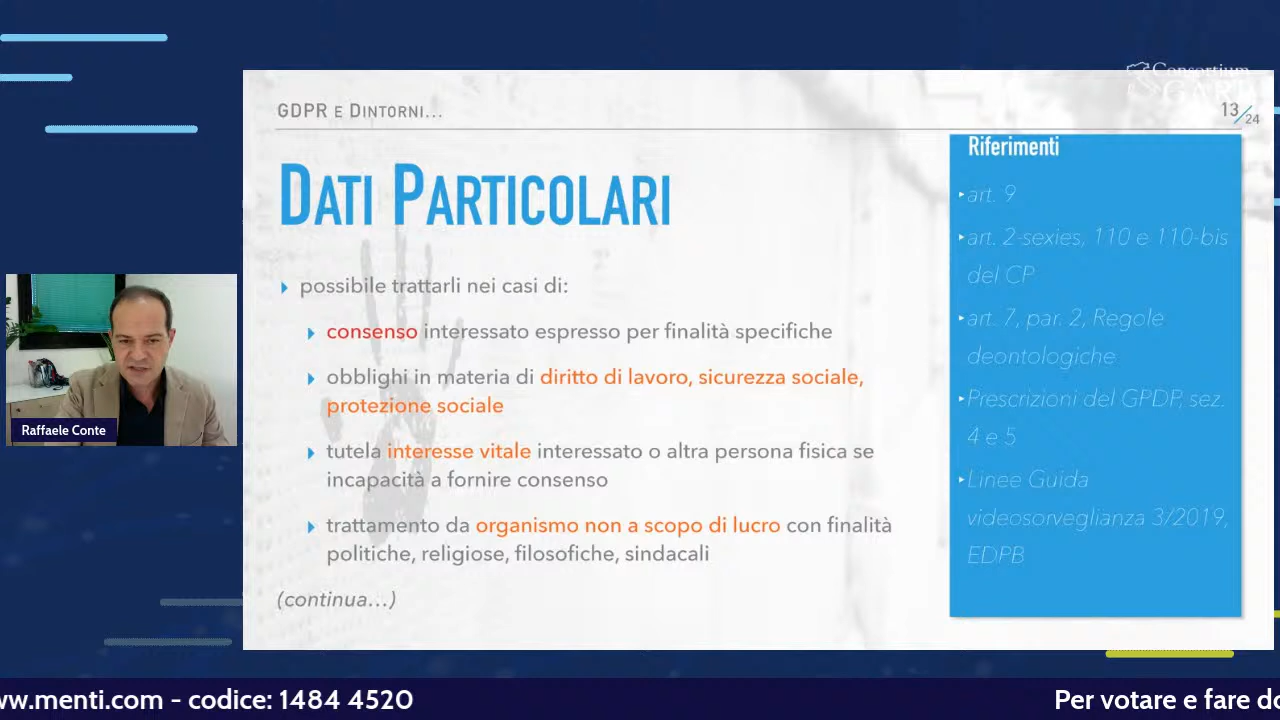 Consortium
GARR
GDPR E DINTORNI...
13/24
DATI PARTICOLARI
possibile trattarli nei casi di:
consenso interessato espresso per finalità specifiche
obblighi in materia di diritto di lavoro, sicurezza sociale,
protezione sociale
tutela interesse vitale interessato o altra persona fisica se
incapacità a fornire consenso
trattamento da organismo non a scopo di lucro con finalità
politiche, religiose, filosofiche, sindacali
(continua...)
Riferimenti
art. 9
art. 2-sexies, 110 e 110-bis
del CP
art. 7, par. 2, Regole
deontologiche
Prescrizioni del GPDP, sez.
4 e 5
Linee Guida
videosorveglianza 3/2019,
EDPB
Raffaele Conte
ww.menti.com - codice: 1484 4520
Per votare e fare do